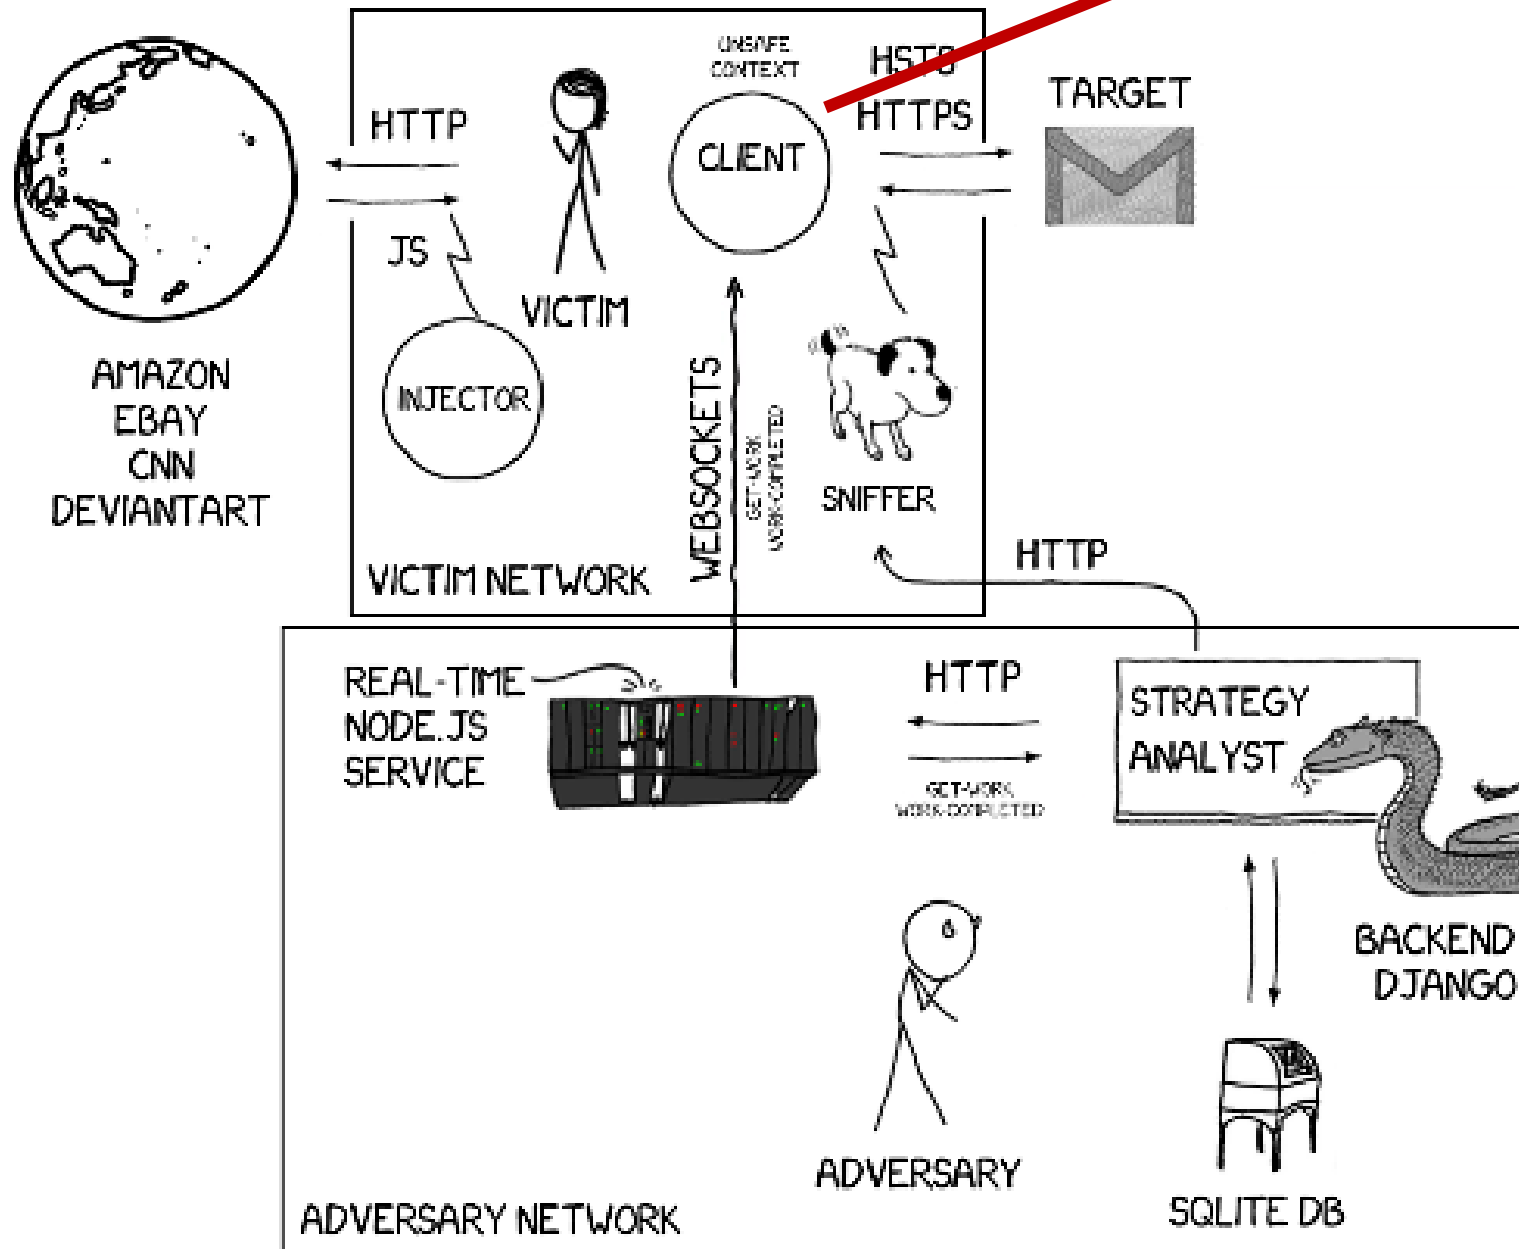 UNSAFE
CONTEXT
HSTS
HTTPS
HTTP
CLIENT
TARGET
JS
VICTIM
INJECTOR
AMAZON
EBAY
CNN
DEVIANTART
WEBSOCKETS
GET-WORK
WORK-COMPLETED
SNIFFER
VICTIM NETWORK
HTTP
REAL-TIME
NODE.JS
SERVICE
HTTP
GET-WORK
WORK-COMPLETED
STRATEGY
ANALYST
BACKEND
DJANGO
ADVERSARY
SQLITE DB
ADVERSARY NETWORK